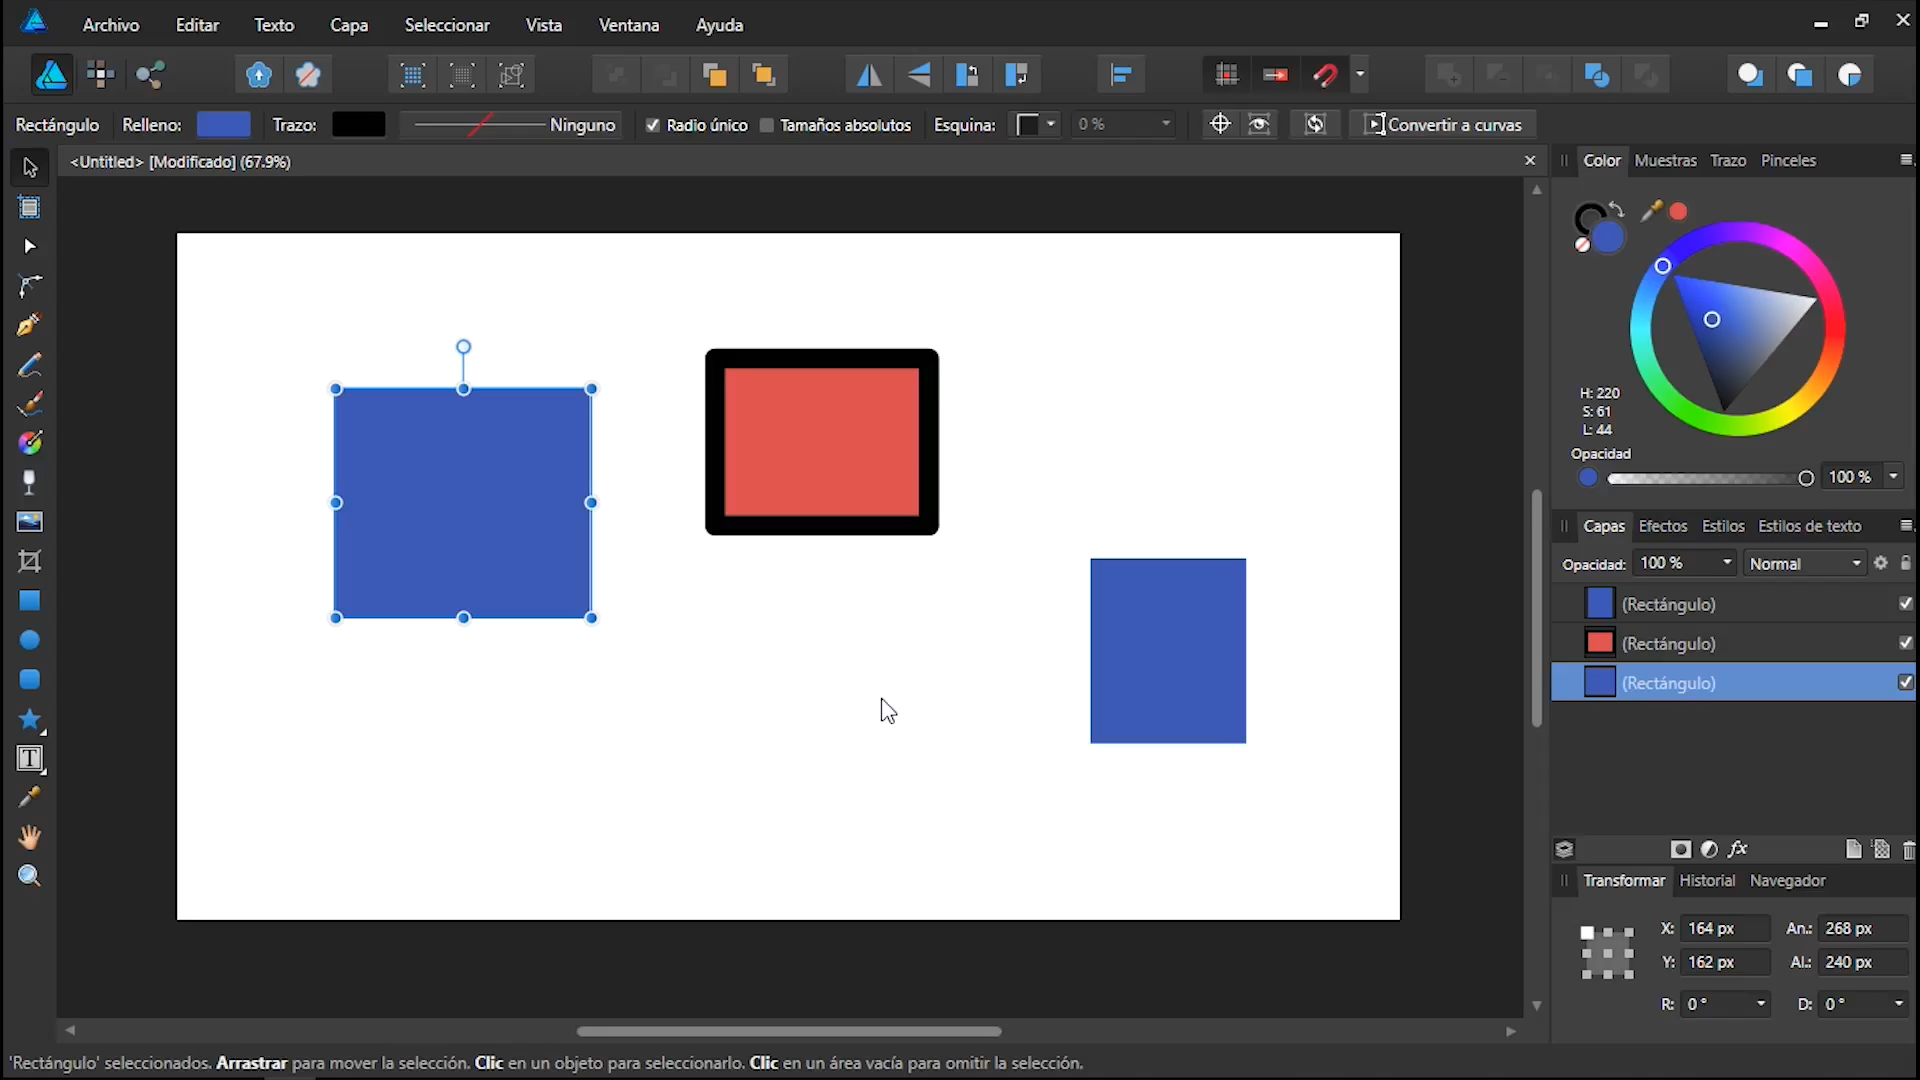 Archivo Editar Texto Capa Seleccionar Vista Ventana Ayuda
Rectángulo Relleno: Trazo: Ninguno Radio único Tamaños absolutos Esquina: 0 % Convertir a curvas
<Untitled> [Modificado] (67.9%)
Color Muestras Trazo Pinceles
H: 220
S: 61
L: 44
Opacidad
100 %
Capas Efectos Estilos Estilos de texto
Opacidad: 100 % Normal
(Rectángulo)
(Rectángulo)
(Rectángulo)
fx
Transformar Historial Navegador
X: 164 px An.: 268 px
Y: 162 px Al.: 240 px
R: 0 ° D: 0 °
T
'Rectángulo' seleccionados. Arrastrar para mover la selección. Clic en un objeto para seleccionarlo. Clic en un área vacía para omitir la selección.